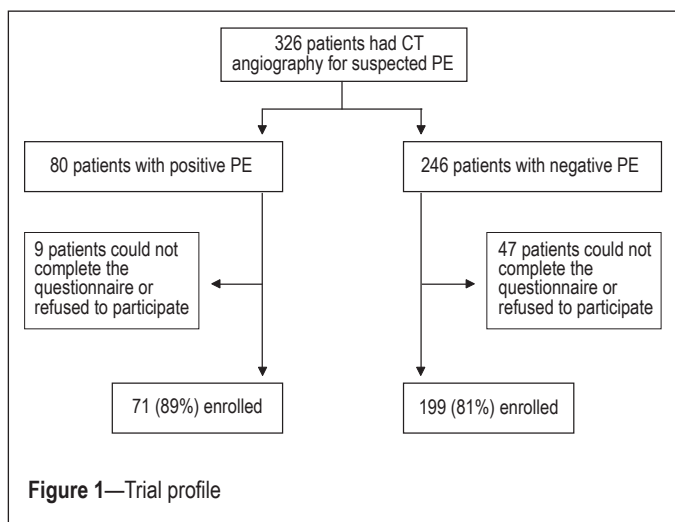 326 patients had CT
angiography for suspected PE
80 patients with positive PE
246 patients with negative PE
9 patients could not
complete the
questionnaire or
refused to participate
47 patients could not
complete the
questionnaire or
refused to participate
71 (89%) enrolled
199 (81%) enrolled
Figure 1—Trial profile